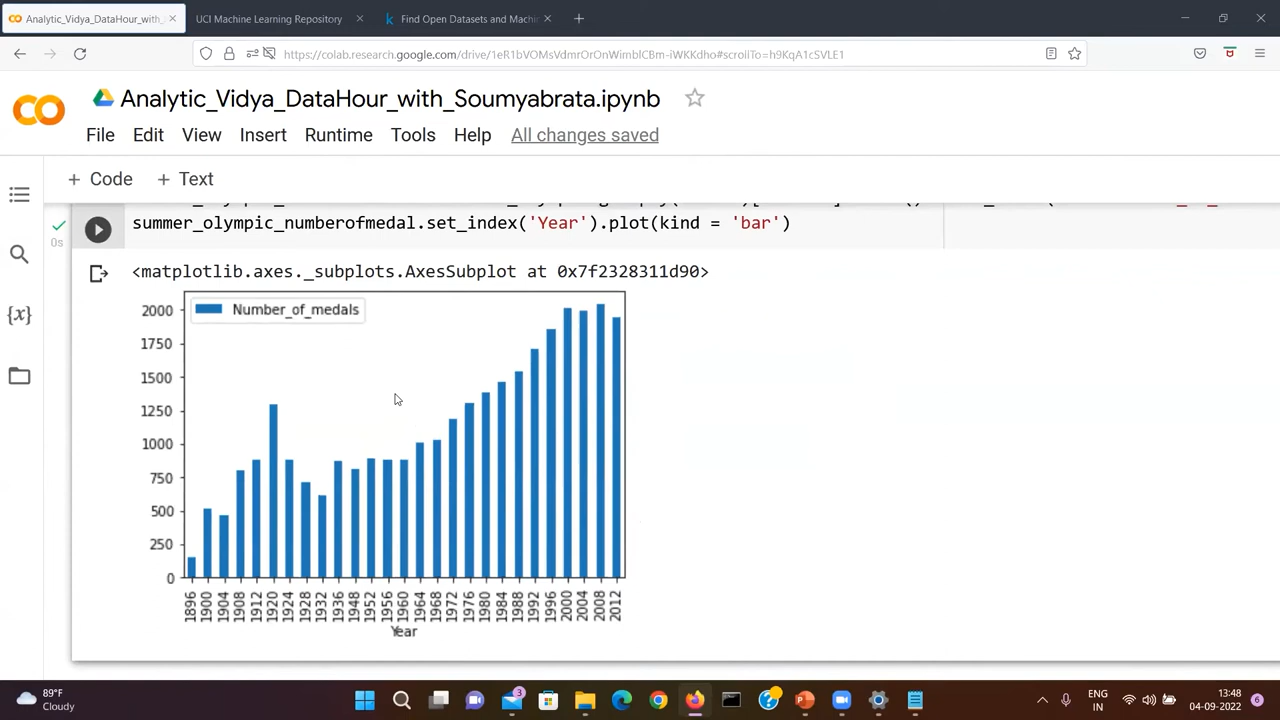 Analytic_Vidya_DataHour_with_S
UCI Machine Learning Repository
Find Open Datasets and Machi
https://colab.research.google.com/drive/1eR1bVOMsVdmrOrOnWimblCBm-iWKKdho#scrollTo=h9KqA1cSVLE1
Analytic_Vidya_DataHour_with_Soumyabrata.ipynb
File Edit View Insert Runtime Tools Help All changes saved
+ Code + Text
summer_olympic_numberofmedal.set_index('Year').plot(kind = 'bar')
0s
<matplotlib.axes._subplots.AxesSubplot at 0x7f2328311d90>
{x}
Number_of_medals
2000
1750
1500
1250
1000
750
500
250
0
1896 1900 1904 1908 1912 1920 1924 1928 1932 1936 1948 1952 1956 1960 1964 1968 1972 1976 1980 1984 1988 1992 1996 2000 2004 2008 2012
Year
89°F
Cloudy
3
ENG
IN
13:48
04-09-2022
6